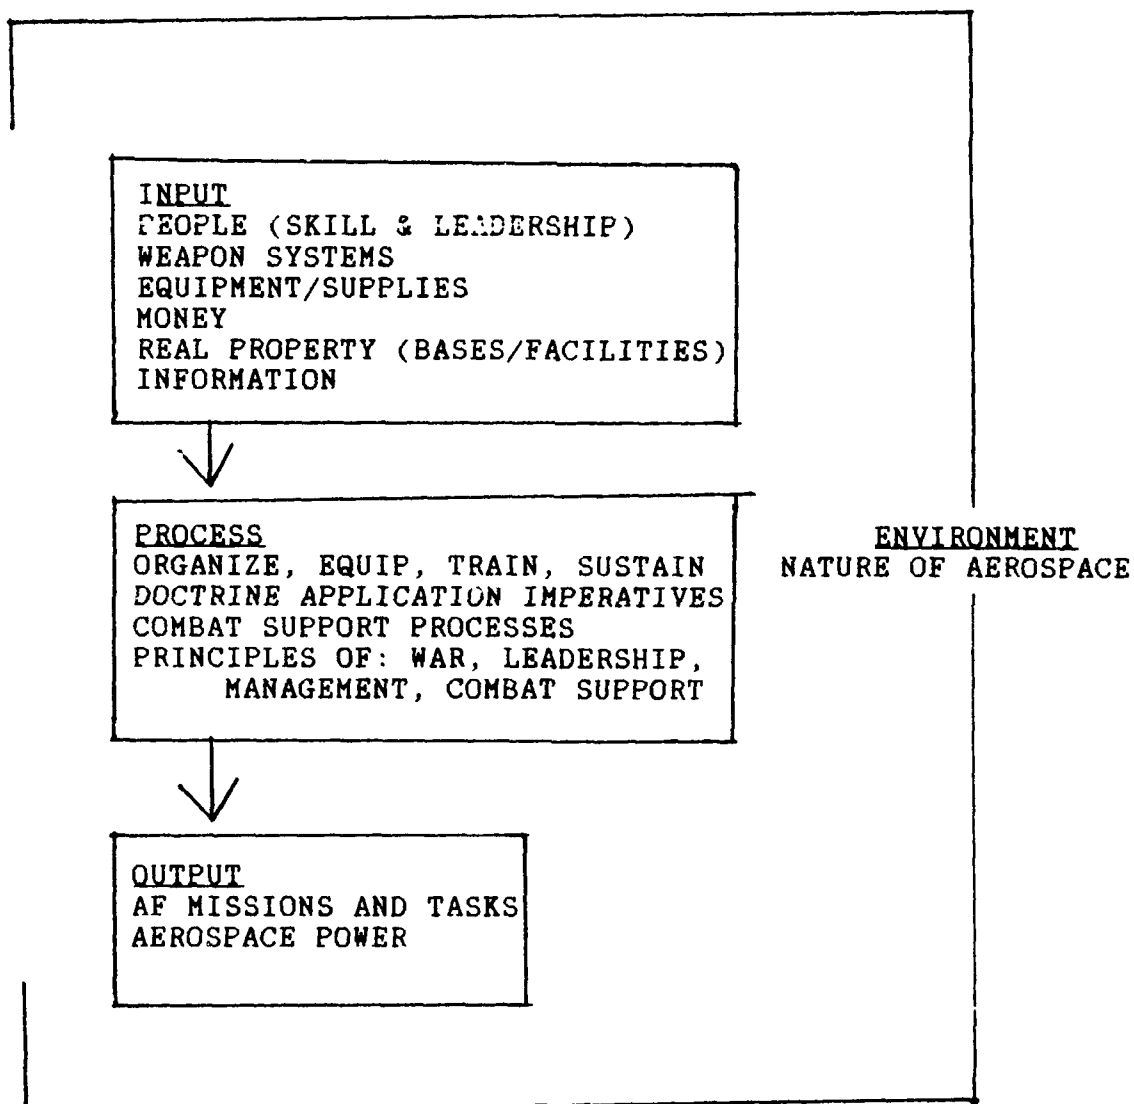 INPUT
PEOPLE (SKILL & LEADERSHIP)
WEAPON SYSTEMS
EQUIPMENT/SUPPLIES
MONEY
REAL PROPERTY (BASES/FACILITIES)
INFORMATION
PROCESS
ORGANIZE, EQUIP, TRAIN, SUSTAIN
DOCTRINE APPLICATION IMPERATIVES
COMBAT SUPPORT PROCESSES
PRINCIPLES OF: WAR, LEADERSHIP,
MANAGEMENT, COMBAT SUPPORT
ENVIRONMENT
NATURE OF AEROSPACE
OUTPUT
AF MISSIONS AND TASKS
AEROSPACE POWER